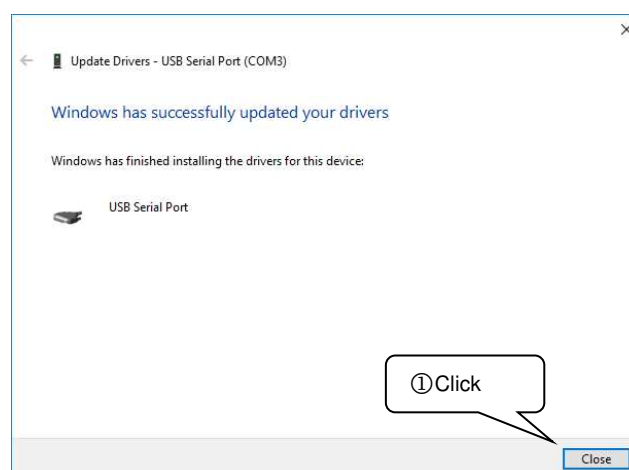 Update Drivers - USB Serial Port (COM3)
Windows has successfully updated your drivers
Windows has finished installing the drivers for this device:
USB Serial Port
①Click
Close